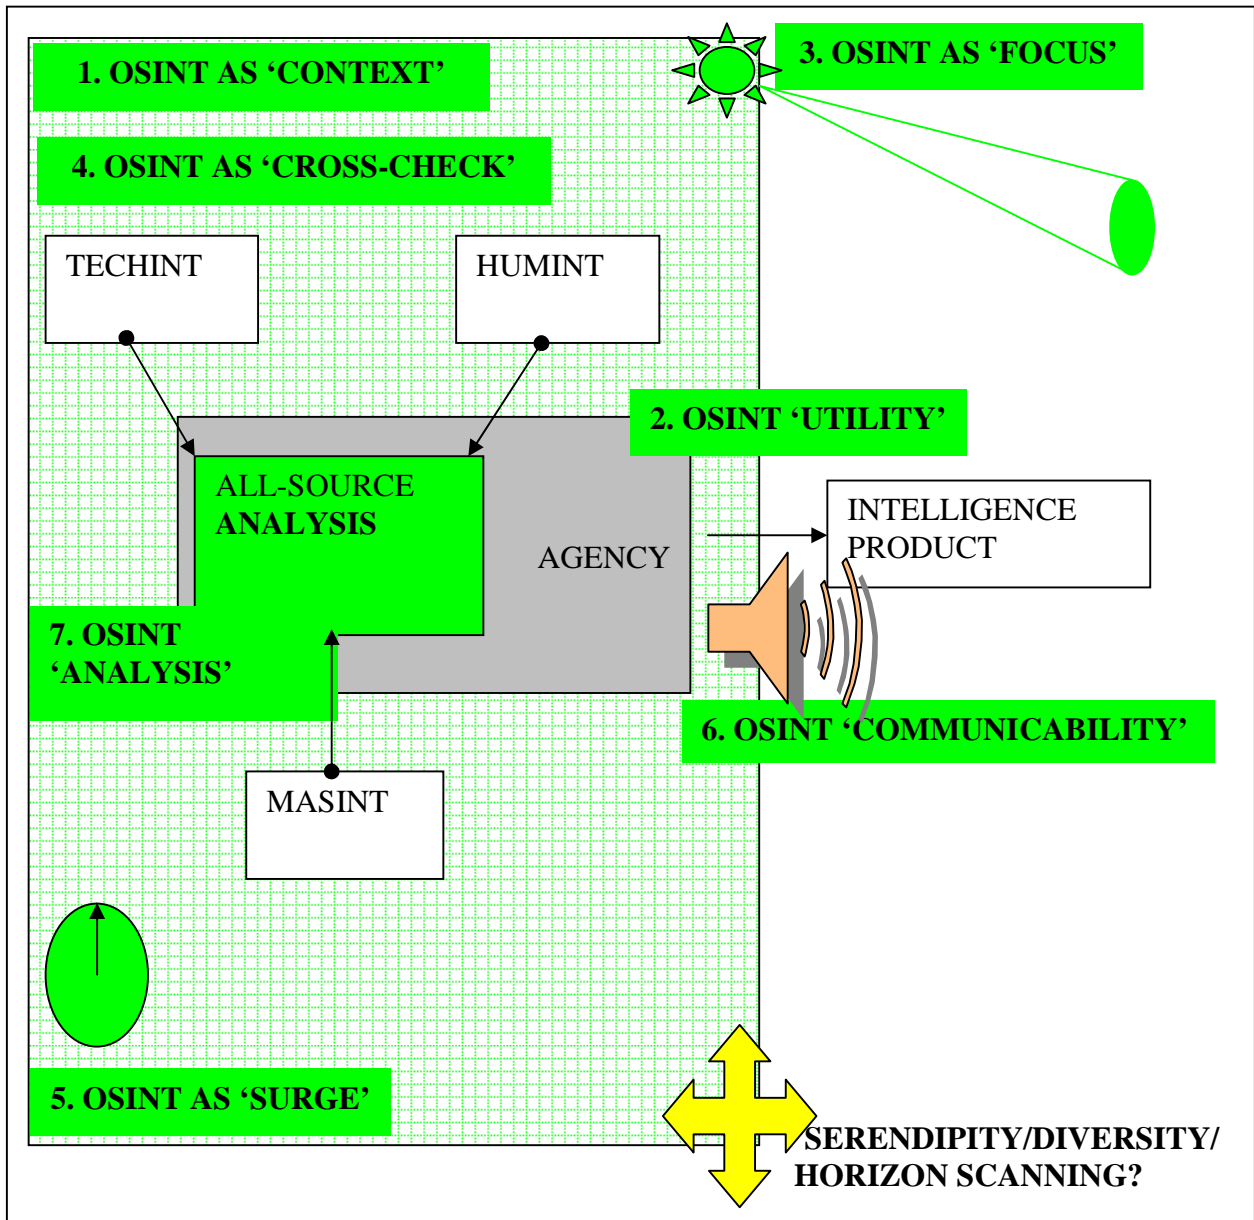 1. OSINT AS ‘CONTEXT’
3. OSINT AS ‘FOCUS’
4. OSINT AS ‘CROSS-CHECK’
TECHINT
HUMINT
2. OSINT ‘UTILITY’
ALL-SOURCE
ANALYSIS
AGENCY
INTELLIGENCE
PRODUCT
7. OSINT
‘ANALYSIS’
6. OSINT ‘COMMUNICABILITY’
MASINT
5. OSINT AS ‘SURGE’
SERENDIPITY/DIVERSITY/
HORIZON SCANNING?